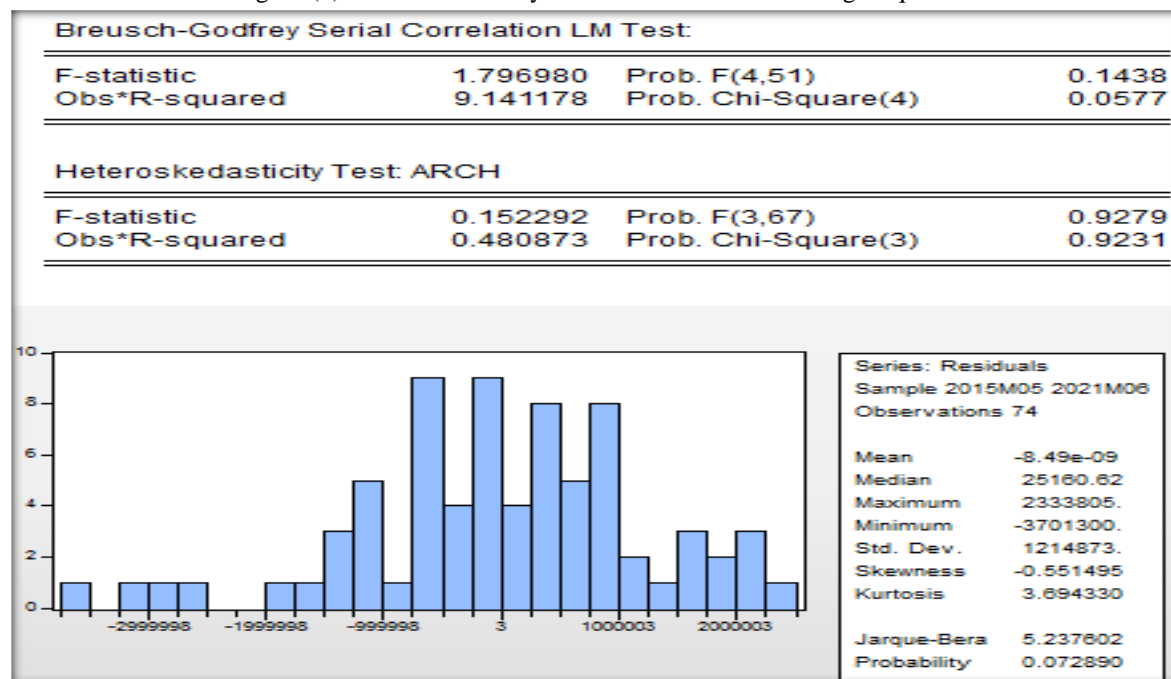 Breusch-Godfrey Serial Correlation LM Test:
F-statistic 1.796980 Prob. F(4,51) 0.1438
Obs*R-squared 9.141178 Prob. Chi-Square(4) 0.0577
Heteroskedasticity Test: ARCH
F-statistic 0.152292 Prob. F(3,67) 0.9279
Obs*R-squared 0.480873 Prob. Chi-Square(3) 0.9231
10
8
6
4
2
0
-2999998 -1999998 -999998 3 1000003 2000003
Series: Residuals
Sample 2015M05 2021M06
Observations 74
Mean -8.49e-09
Median 25160.62
Maximum 2333805.
Minimum -3701300.
Std. Dev. 1214873.
Skewness -0.551495
Kurtosis 3.694330
Jarque-Bera 5.237602
Probability 0.072890